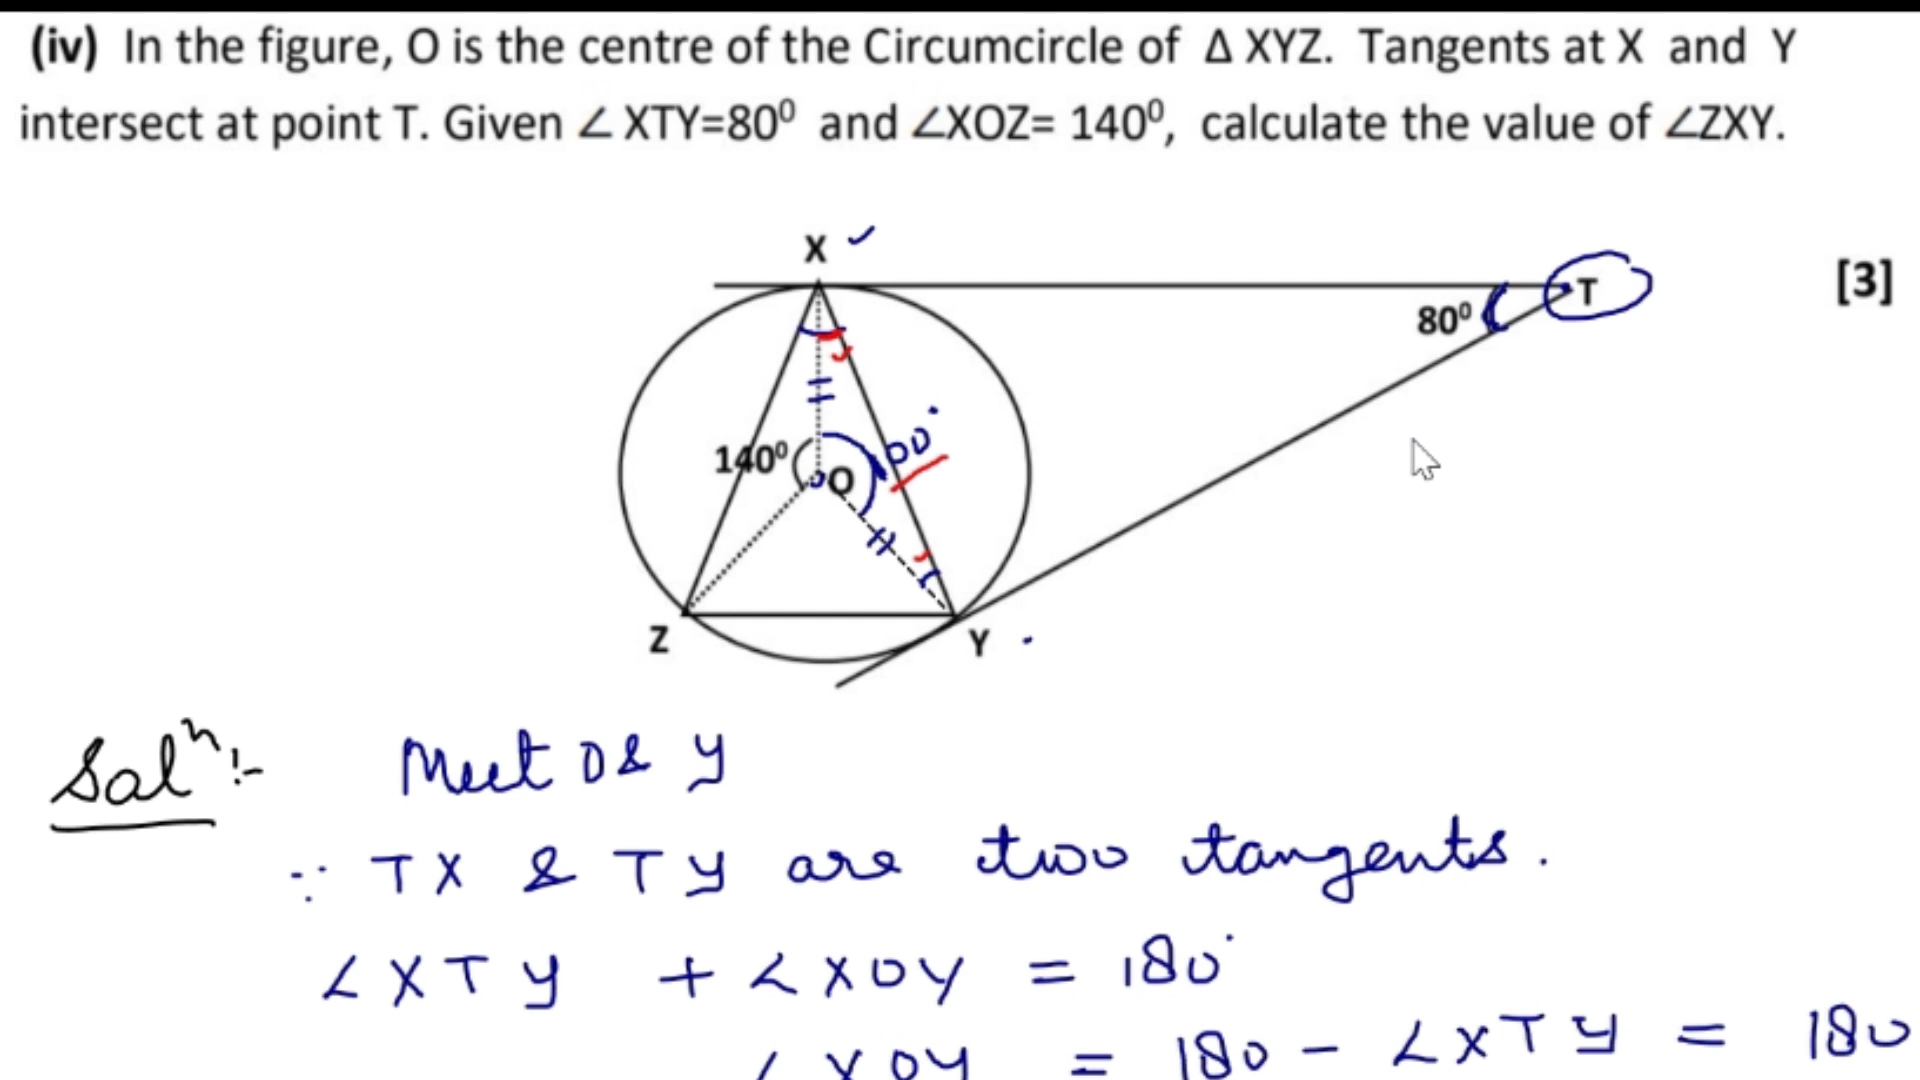 (iv) In the figure, O is the centre of the Circumcircle of Δ XYZ. Tangents at X and Y
intersect at point T. Given ∠ XTY=80⁰ and ∠XOZ= 140⁰, calculate the value of ∠ZXY.
X
T
[3]
80⁰
140⁰
O
Z
Y
Solⁿ:- Meet O & Y
∵ TX & TY are two tangents.
∠XTY + ∠XOY = 180°
∠XOY = 180 - ∠XTY = 180